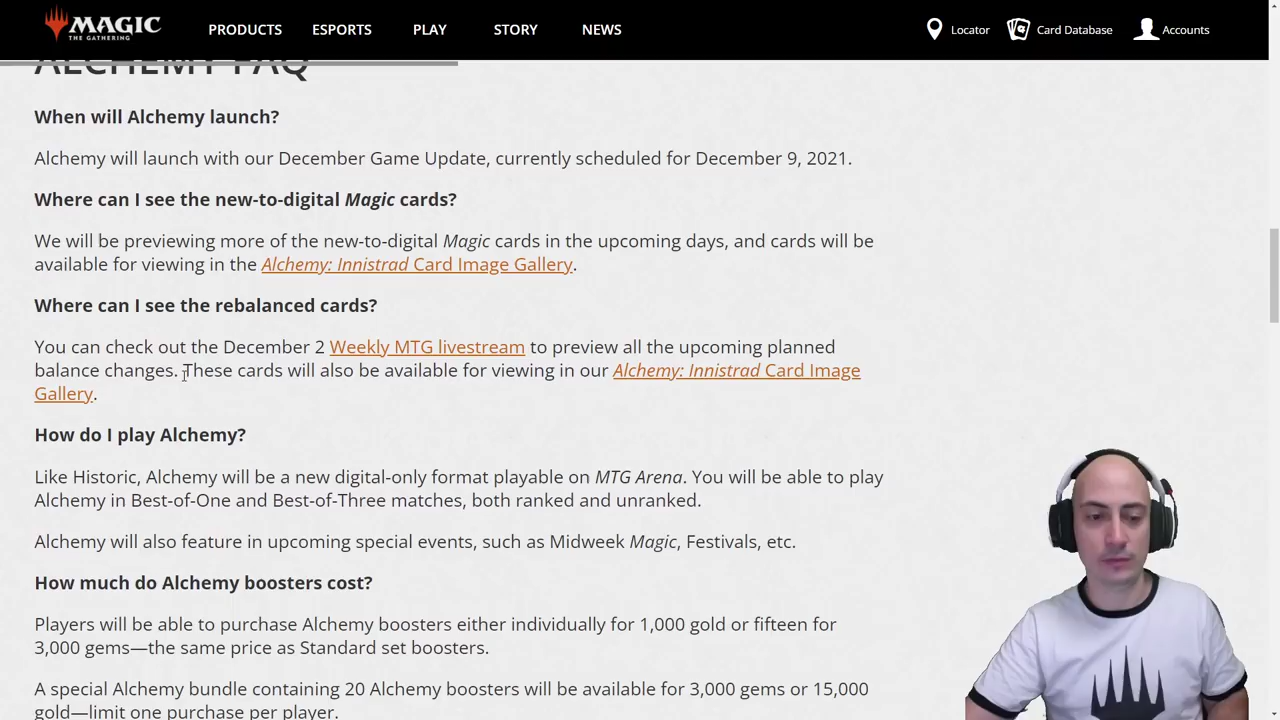 MAGIC
THE GATHERING
PRODUCTS ESPORTS PLAY STORY NEWS Locator Card Database Accounts
ALCHEMY FAQ
When will Alchemy launch?
Alchemy will launch with our December Game Update, currently scheduled for December 9, 2021.
Where can I see the new-to-digital Magic cards?
We will be previewing more of the new-to-digital Magic cards in the upcoming days, and cards will be
available for viewing in the Alchemy: Innistrad Card Image Gallery.
Where can I see the rebalanced cards?
You can check out the December 2 Weekly MTG livestream to preview all the upcoming planned
balance changes. These cards will also be available for viewing in our Alchemy: Innistrad Card Image
Gallery.
How do I play Alchemy?
Like Historic, Alchemy will be a new digital-only format playable on MTG Arena. You will be able to play
Alchemy in Best-of-One and Best-of-Three matches, both ranked and unranked.
Alchemy will also feature in upcoming special events, such as Midweek Magic, Festivals, etc.
How much do Alchemy boosters cost?
Players will be able to purchase Alchemy boosters either individually for 1,000 gold or fifteen for
3,000 gems—the same price as Standard set boosters.
A special Alchemy bundle containing 20 Alchemy boosters will be available for 3,000 gems or 15,000
gold—limit one purchase per player.